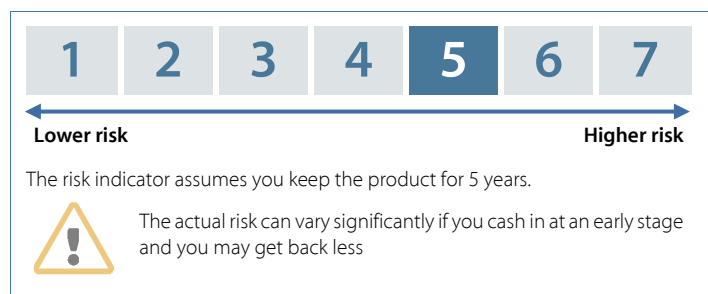 1 2 3 4 5 6 7
Lower risk Higher risk
The risk indicator assumes you keep the product for 5 years.
The actual risk can vary significantly if you cash in at an early stage
and you may get back less